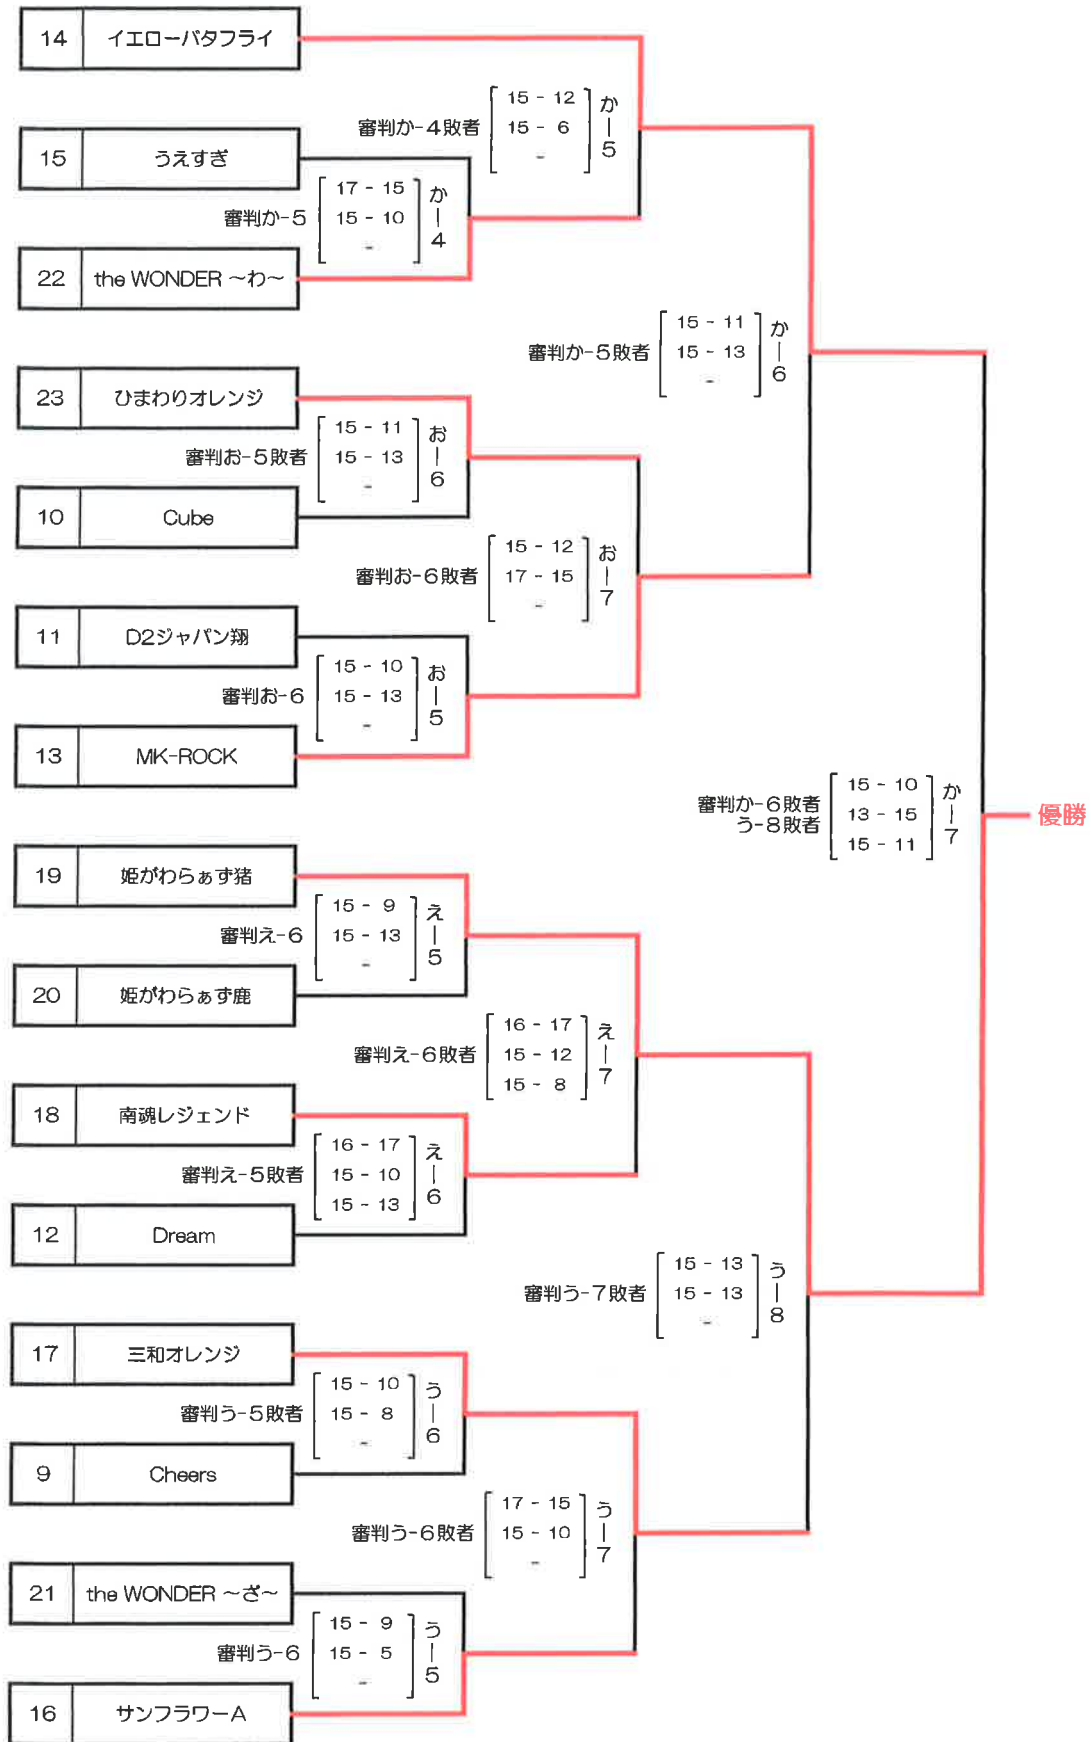 14 イエローバタフライ
審判か-4敗者 15 - 12 か-5
15 - 6
-
15 うえすぎ
審判か-5 17 - 15 か-4
15 - 10
-
22 the WONDER ～わ～
審判か-5敗者 15 - 11 か-6
15 - 13
-
23 ひまわりオレンジ
審判お-5敗者 15 - 11 お-6
15 - 13
-
10 Cube
審判お-6敗者 15 - 12 お-7
17 - 15
-
11 D2ジャパン翔
審判お-6 15 - 10 お-5
15 - 13
-
13 MK-ROCK
審判か-6敗者 15 - 10 か-7
う-8敗者 13 - 15
15 - 11
優勝
19 姫がわらぁず猪
審判え-6 15 - 9 え-5
15 - 13
-
20 姫がわらぁず鹿
審判え-6敗者 16 - 17 え-7
15 - 12
15 - 8
18 南魂レジェンド
審判え-5敗者 16 - 17 え-6
15 - 10
15 - 13
12 Dream
審判う-7敗者 15 - 13 う-8
15 - 13
-
17 三和オレンジ
審判う-5敗者 15 - 10 う-6
15 - 8
-
9 Cheers
審判う-6敗者 17 - 15 う-7
15 - 10
-
21 the WONDER ～ざ～
審判う-6 15 - 9 う-5
15 - 5
-
16 サンフラワーA